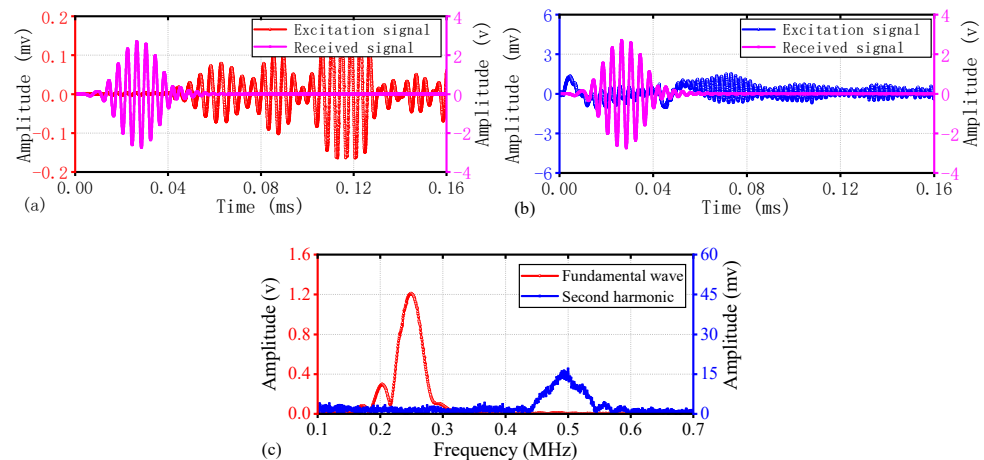 Amplitude (mv)
0.2
0.1
0.0
-0.1
-0.2
Excitation signal
Received signal
4
2
0
-2
-4
Amplitude (v)
0.00 0.04 0.08 0.12 0.16
Time (ms)
(a)
Amplitude (mv)
6
3
0
-3
-6
Excitation signal
Received signal
4
2
0
-2
-4
Amplitude (v)
0.00 0.04 0.08 0.12 0.16
Time (ms)
(b)
Amplitude (v)
1.6
1.2
0.8
0.4
0.0
Fundamental wave
Second harmonic
60
45
30
15
0
Amplitude (mv)
0.1 0.2 0.3 0.4 0.5 0.6 0.7
Frequency (MHz)
(c)